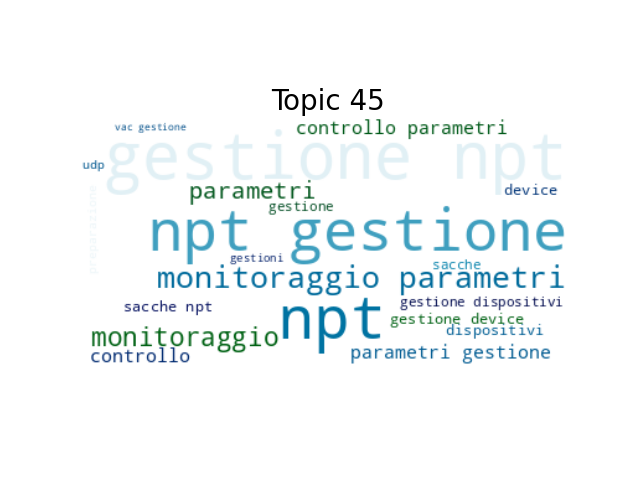 Topic 45
vac gestione
controllo parametri
gestione npt
udp
preparazione
parametri
device
gestione
npt gestione
gestioni
sacche
monitoraggio parametri
sacche npt
npt
gestione dispositivi
gestione device
monitoraggio
dispositivi
controllo
parametri gestione